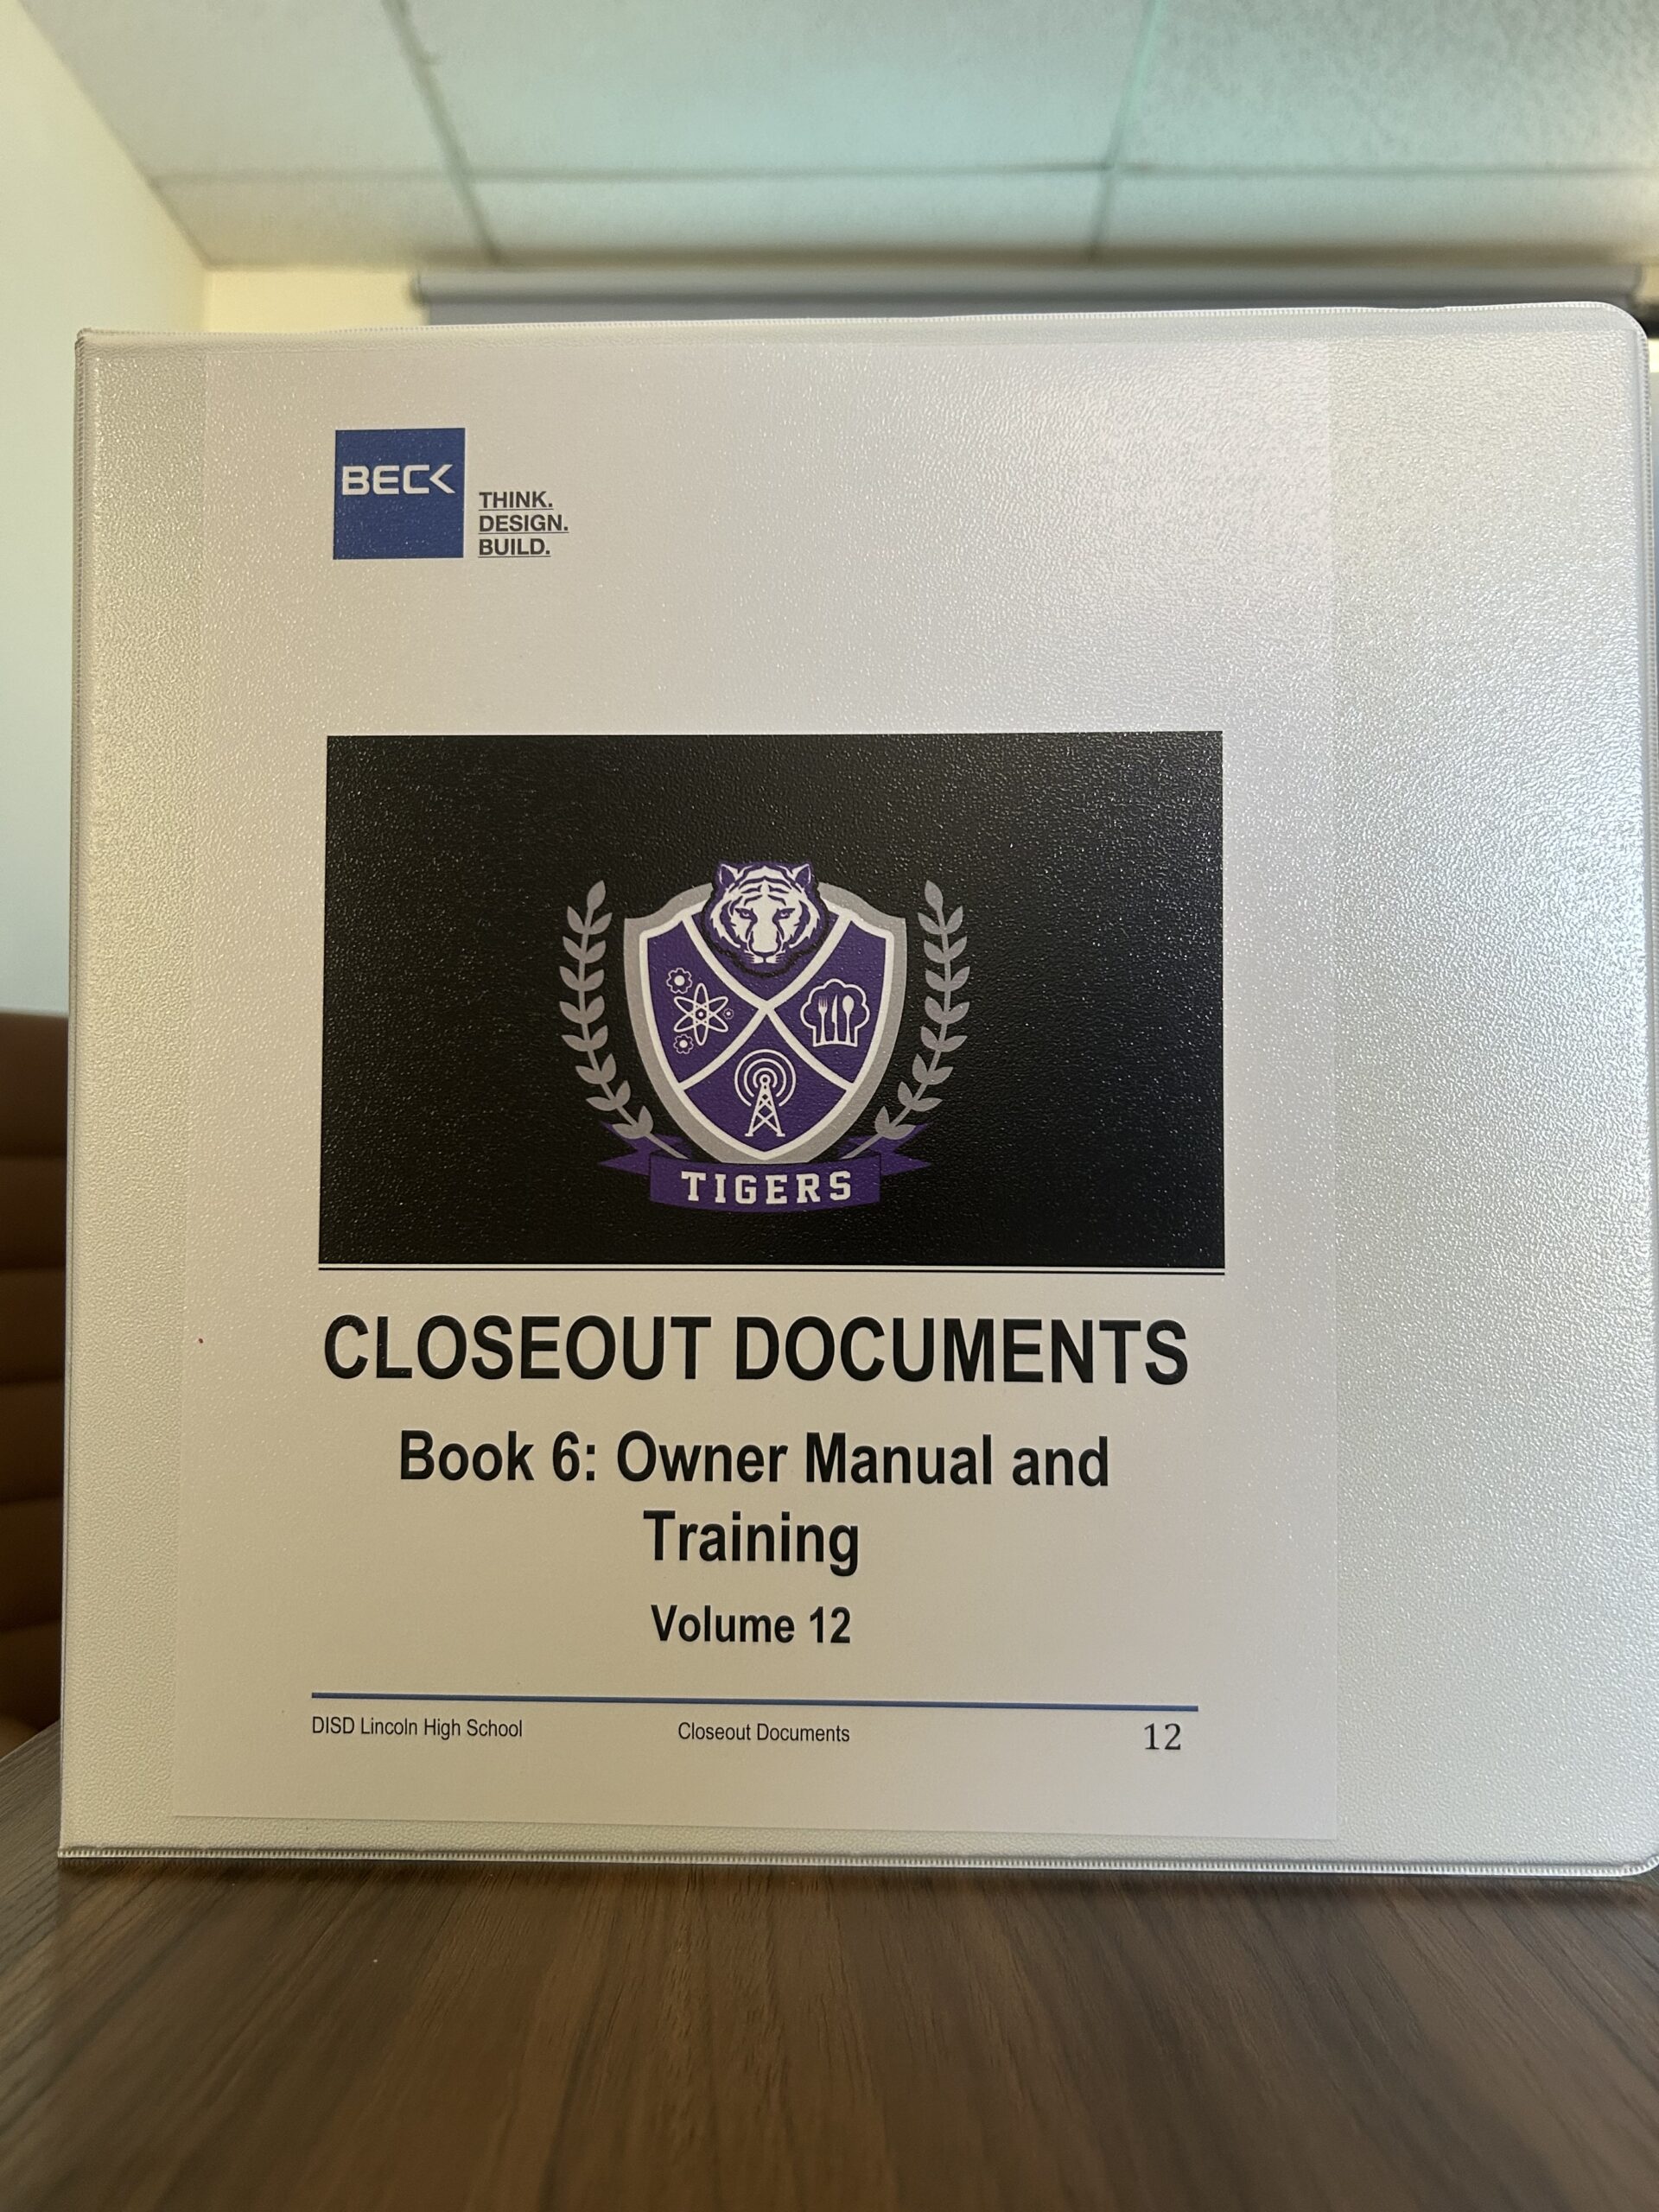 BECK
THINK.
DESIGN.
BUILD.
TIGERS
CLOSEOUT DOCUMENTS
Book 6: Owner Manual and
Training
Volume 12
DISD Lincoln High School Closeout Documents 12